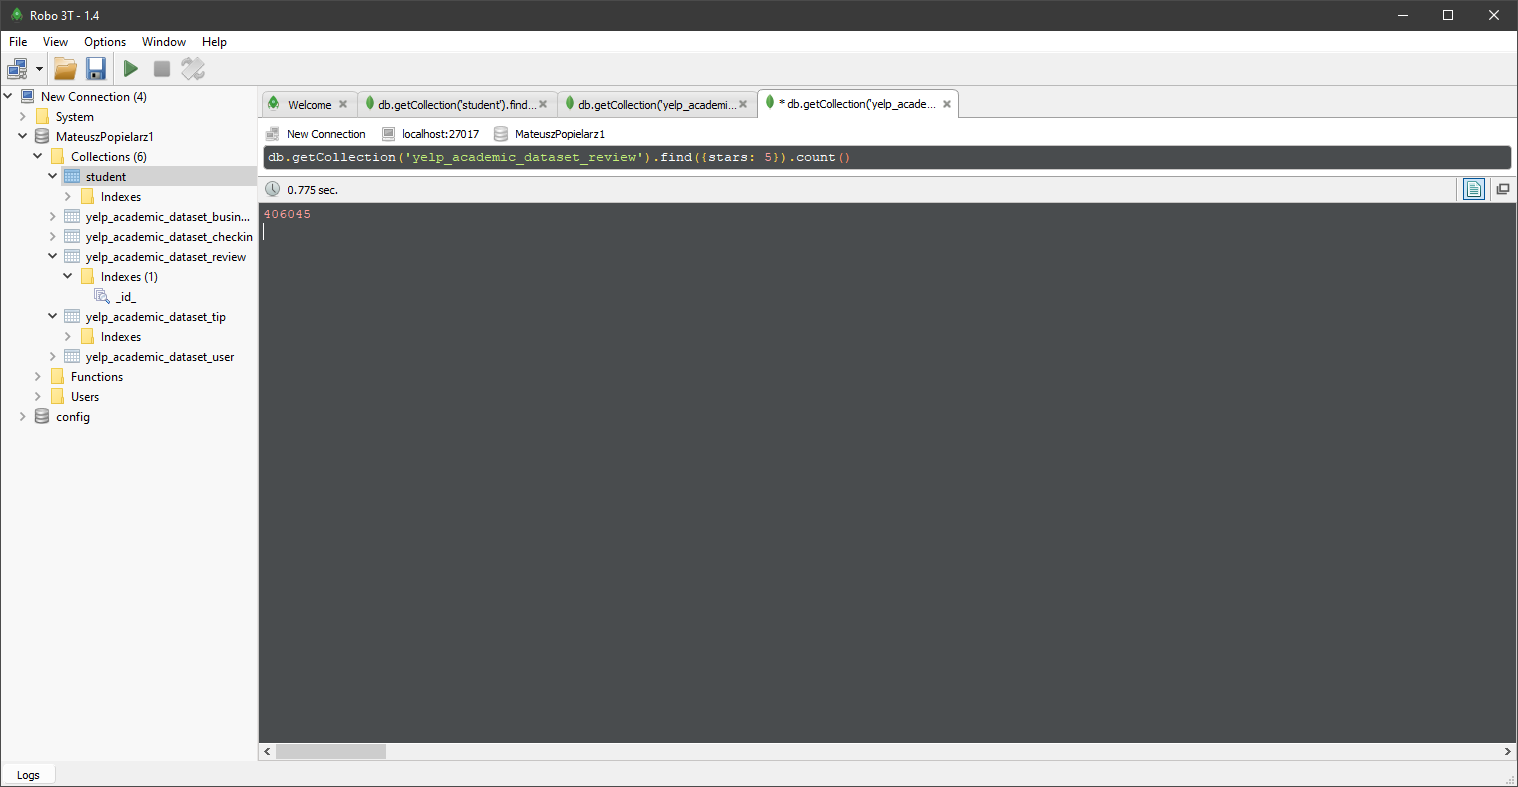 Robo 3T - 1.4
File View Options Window Help
New Connection (4)
System
MateuszPopielarz1
Collections (6)
student
Indexes
yelp_academic_dataset_busin...
yelp_academic_dataset_checkin
yelp_academic_dataset_review
Indexes (1)
_id_
yelp_academic_dataset_tip
Indexes
yelp_academic_dataset_user
Functions
Users
config
Welcome db.getCollection('student').find... db.getCollection('yelp_academi... * db.getCollection('yelp_acade...
New Connection localhost:27017 MateuszPopielarz1
db.getCollection('yelp_academic_dataset_review').find({stars: 5}).count()
0.775 sec.
406045
Logs